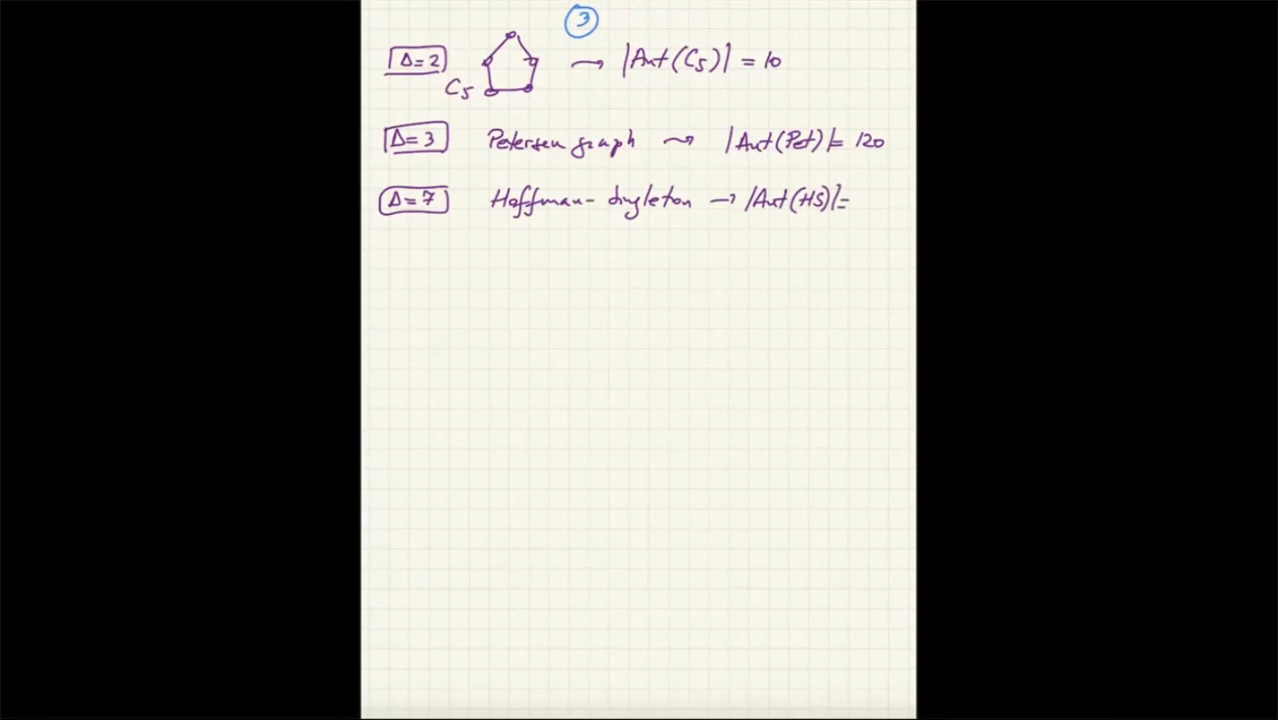 3
Δ=2 → |Aut(C5)| = 10
C5
Δ=3 Petersen graph → |Aut(Pet)|= 120
Δ=7 Hoffman-Singleton → |Aut(HS)|=